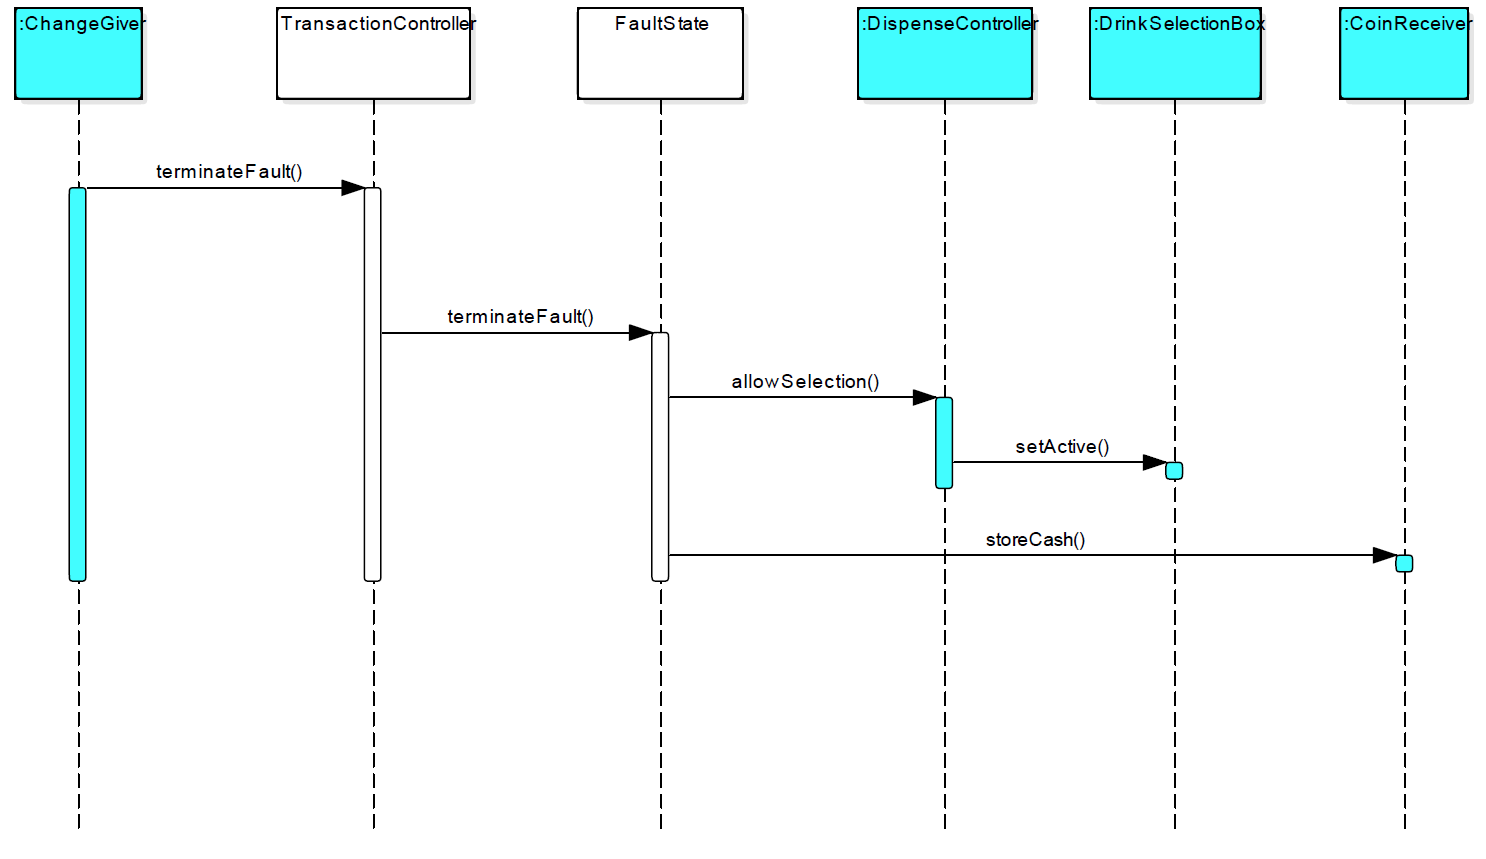 :ChangeGiver
TransactionController
FaultState
:DispenseController
:DrinkSelectionBox
:CoinReceiver
terminateFault()
terminateFault()
allowSelection()
setActive()
storeCash()